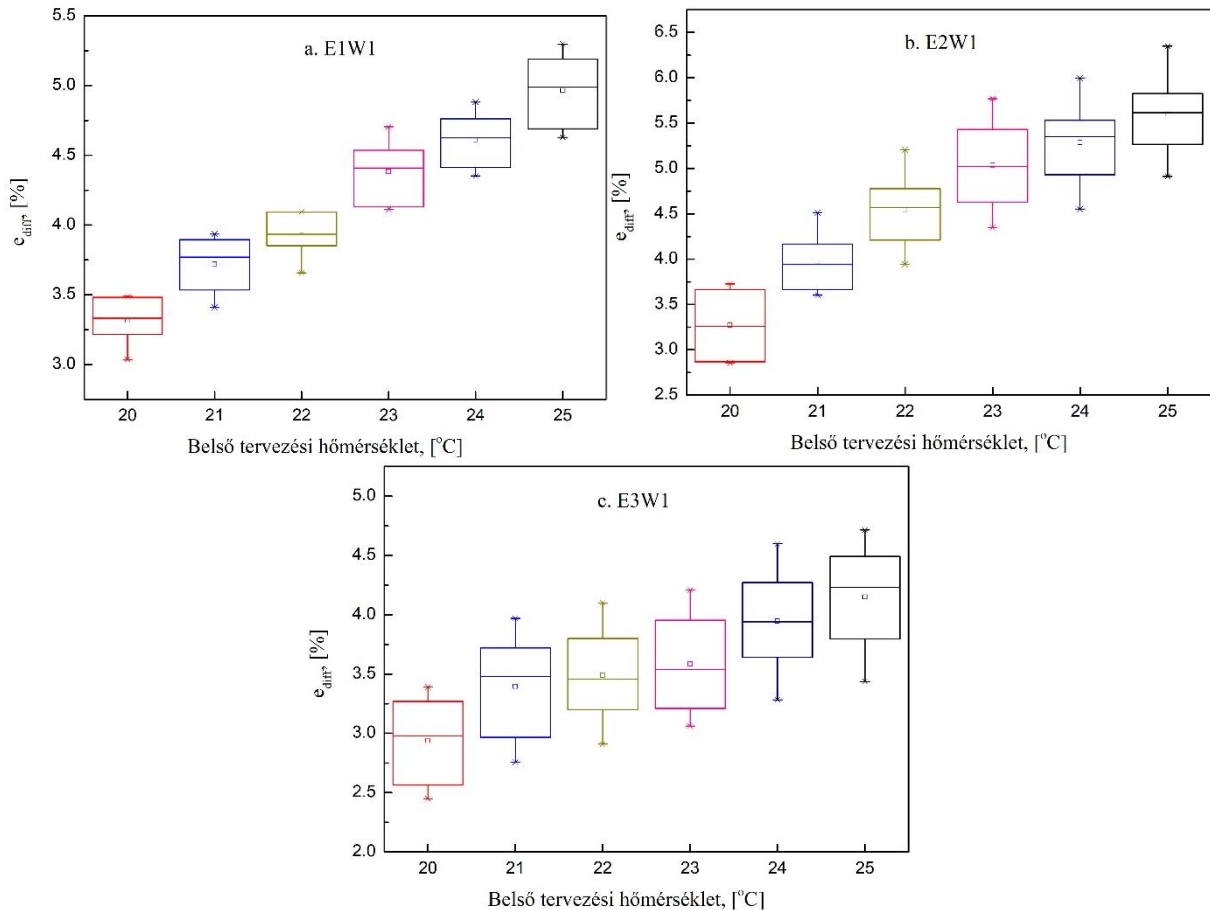 a. E1W1
5.5
5.0
4.5
4.0
3.5
3.0
e_diff, [%]
20 21 22 23 24 25
Belső tervezési hőmérséklet, [°C]
b. E2W1
6.5
6.0
5.5
5.0
4.5
4.0
3.5
3.0
2.5
e_diff, [%]
20 21 22 23 24 25
Belső tervezési hőmérséklet, [°C]
c. E3W1
5.0
4.5
4.0
3.5
3.0
2.5
2.0
e_diff, [%]
20 21 22 23 24 25
Belső tervezési hőmérséklet, [°C]